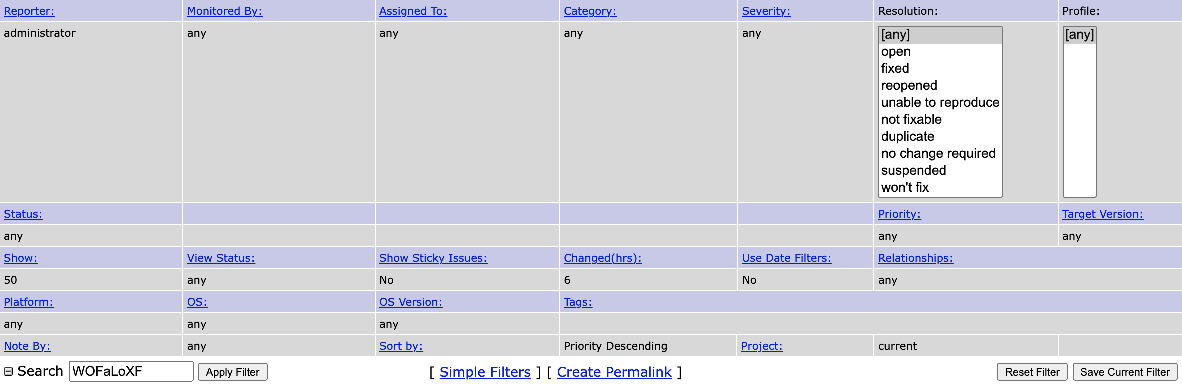 Reporter: Monitored By: Assigned To: Category: Severity: Resolution: Profile:
administrator any any any any [any] [any]
open
fixed
reopened
unable to reproduce
not fixable
duplicate
no change required
suspended
won't fix
Status: Priority: Target Version:
any any any
Show: View Status: Show Sticky Issues: Changed(hrs): Use Date Filters: Relationships:
50 any No 6 No any
Platform: OS: OS Version: Tags:
any any any
Note By: any Sort by: Priority Descending Project: current
Search WOFaLoXF Apply Filter [ Simple Filters ] [ Create Permalink ] Reset Filter Save Current Filter